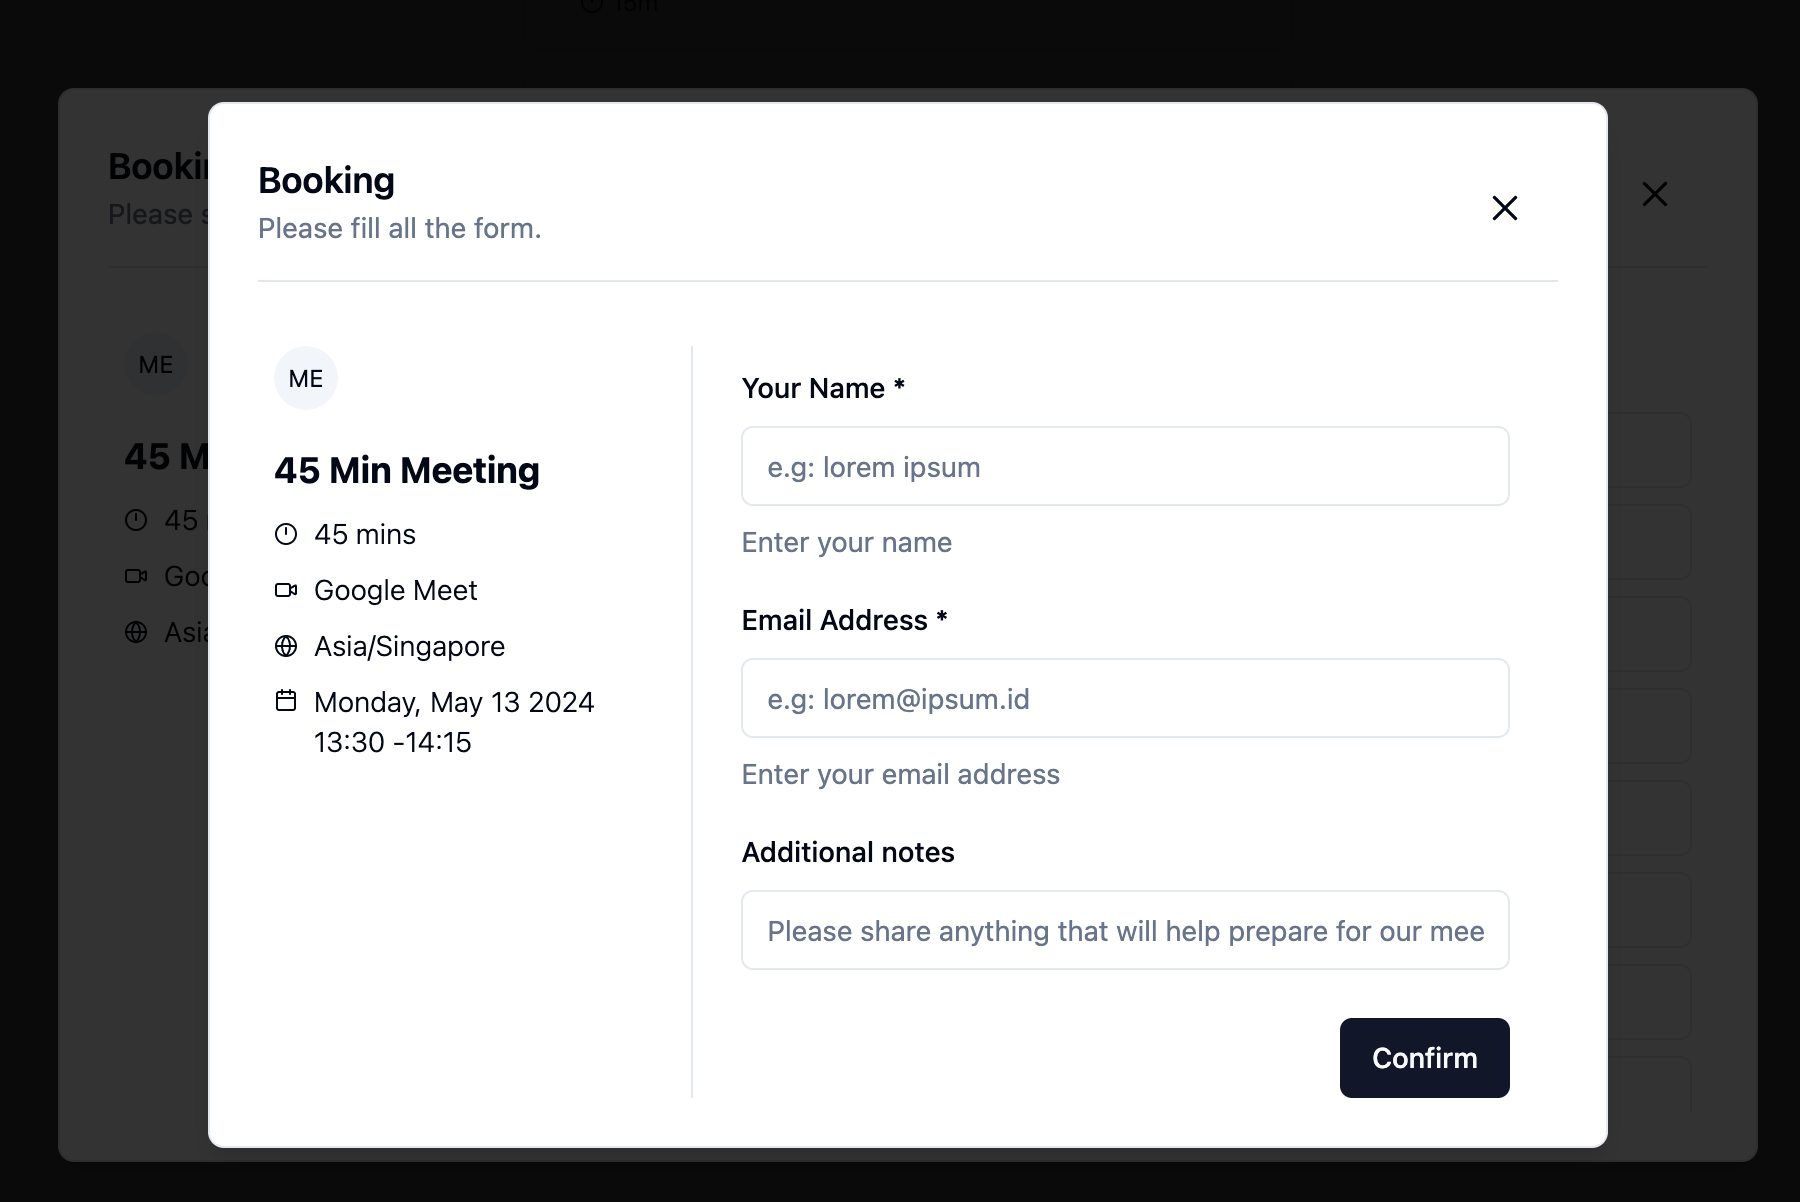 15m
Booking
Please fill all the form.
ME
45 Min Meeting
45 mins
Google Meet
Asia/Singapore
Monday, May 13 2024
13:30 -14:15
Your Name *
e.g: lorem ipsum
Enter your name
Email Address *
e.g: lorem@ipsum.id
Enter your email address
Additional notes
Please share anything that will help prepare for our mee
Confirm
Please
ME
45 M
45